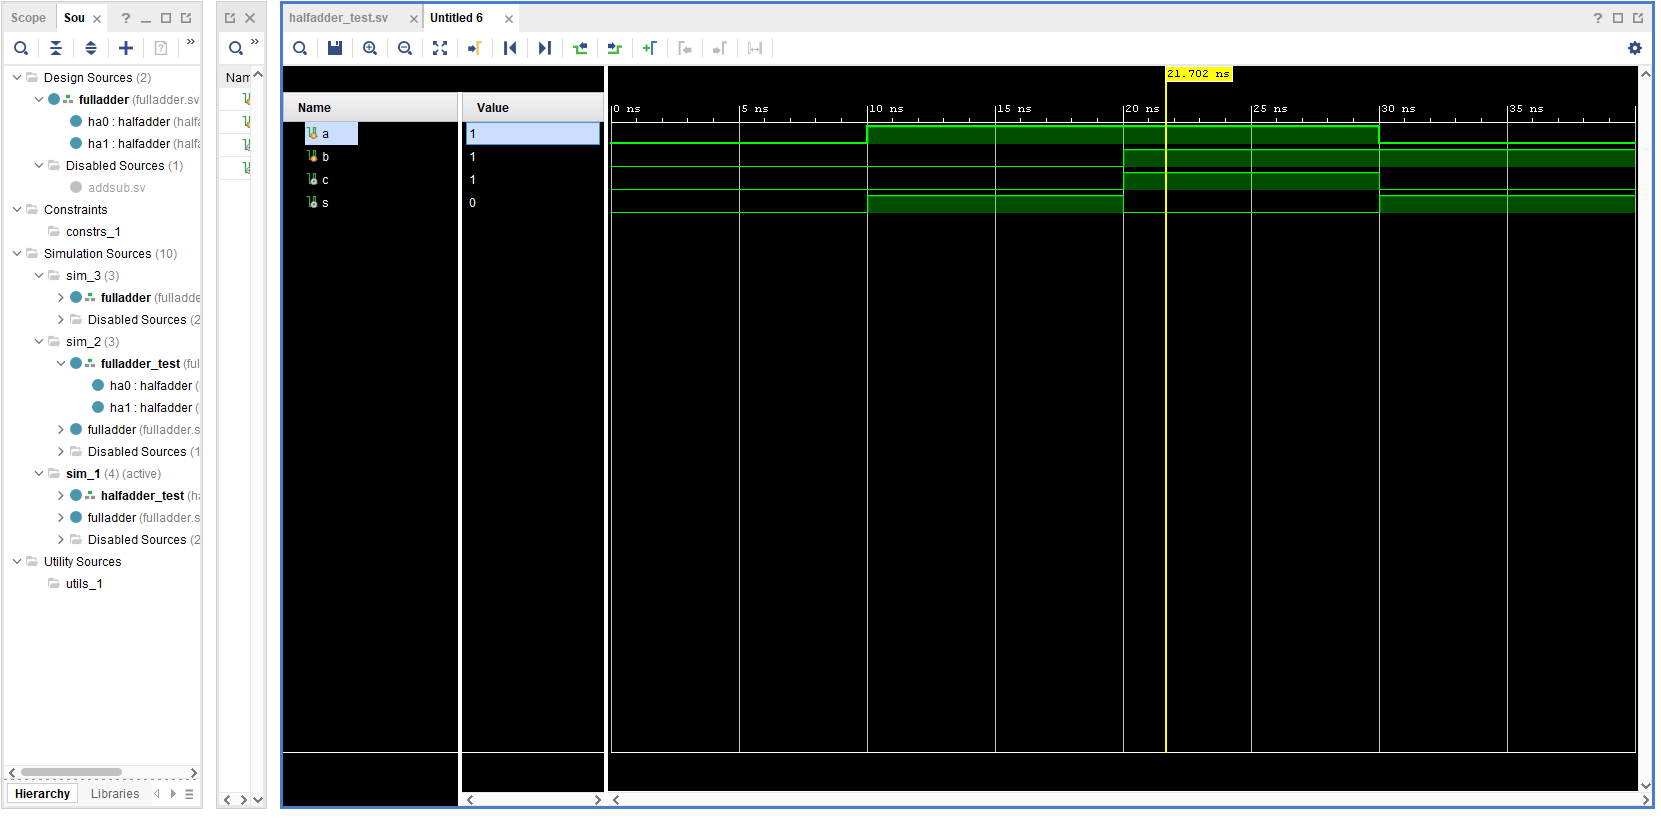 Scope
Sou
Design Sources (2)
fulladder (fulladder.sv
ha0 : halfadder (half
ha1 : halfadder (half
Disabled Sources (1)
addsub.sv
Constraints
constrs_1
Simulation Sources (10)
sim_3 (3)
fulladder (fulladde
Disabled Sources (2
sim_2 (3)
fulladder_test (ful
ha0 : halfadder (
ha1 : halfadder (
fulladder (fulladder.s
Disabled Sources (1
sim_1 (4) (active)
halfadder_test (h
fulladder (fulladder.s
Disabled Sources (2
Utility Sources
utils_1
Hierarchy Libraries
Nam
halfadder_test.sv
Untitled 6
21.702 ns
Name Value
0 ns 5 ns 10 ns 15 ns 20 ns 25 ns 30 ns 35 ns
a 1
b 1
c 1
s 0